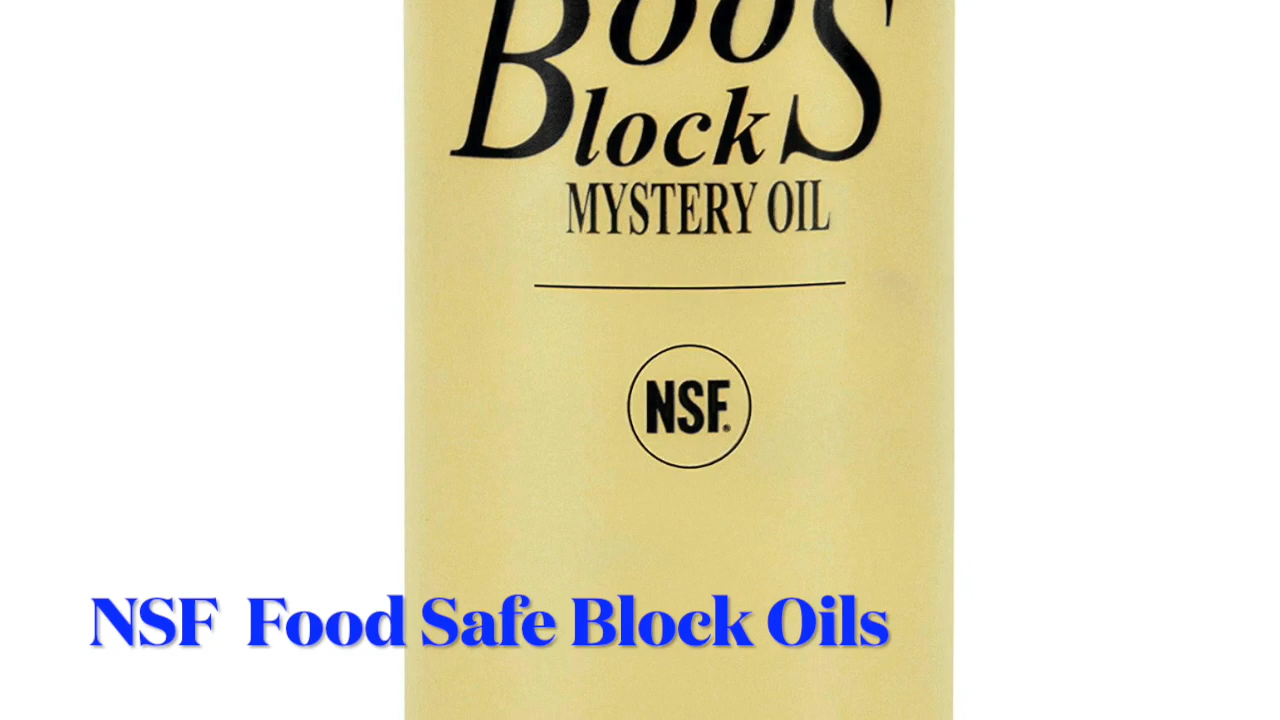 Boos
Block
MYSTERY OIL
NSF®
NSF Food Safe Block Oils